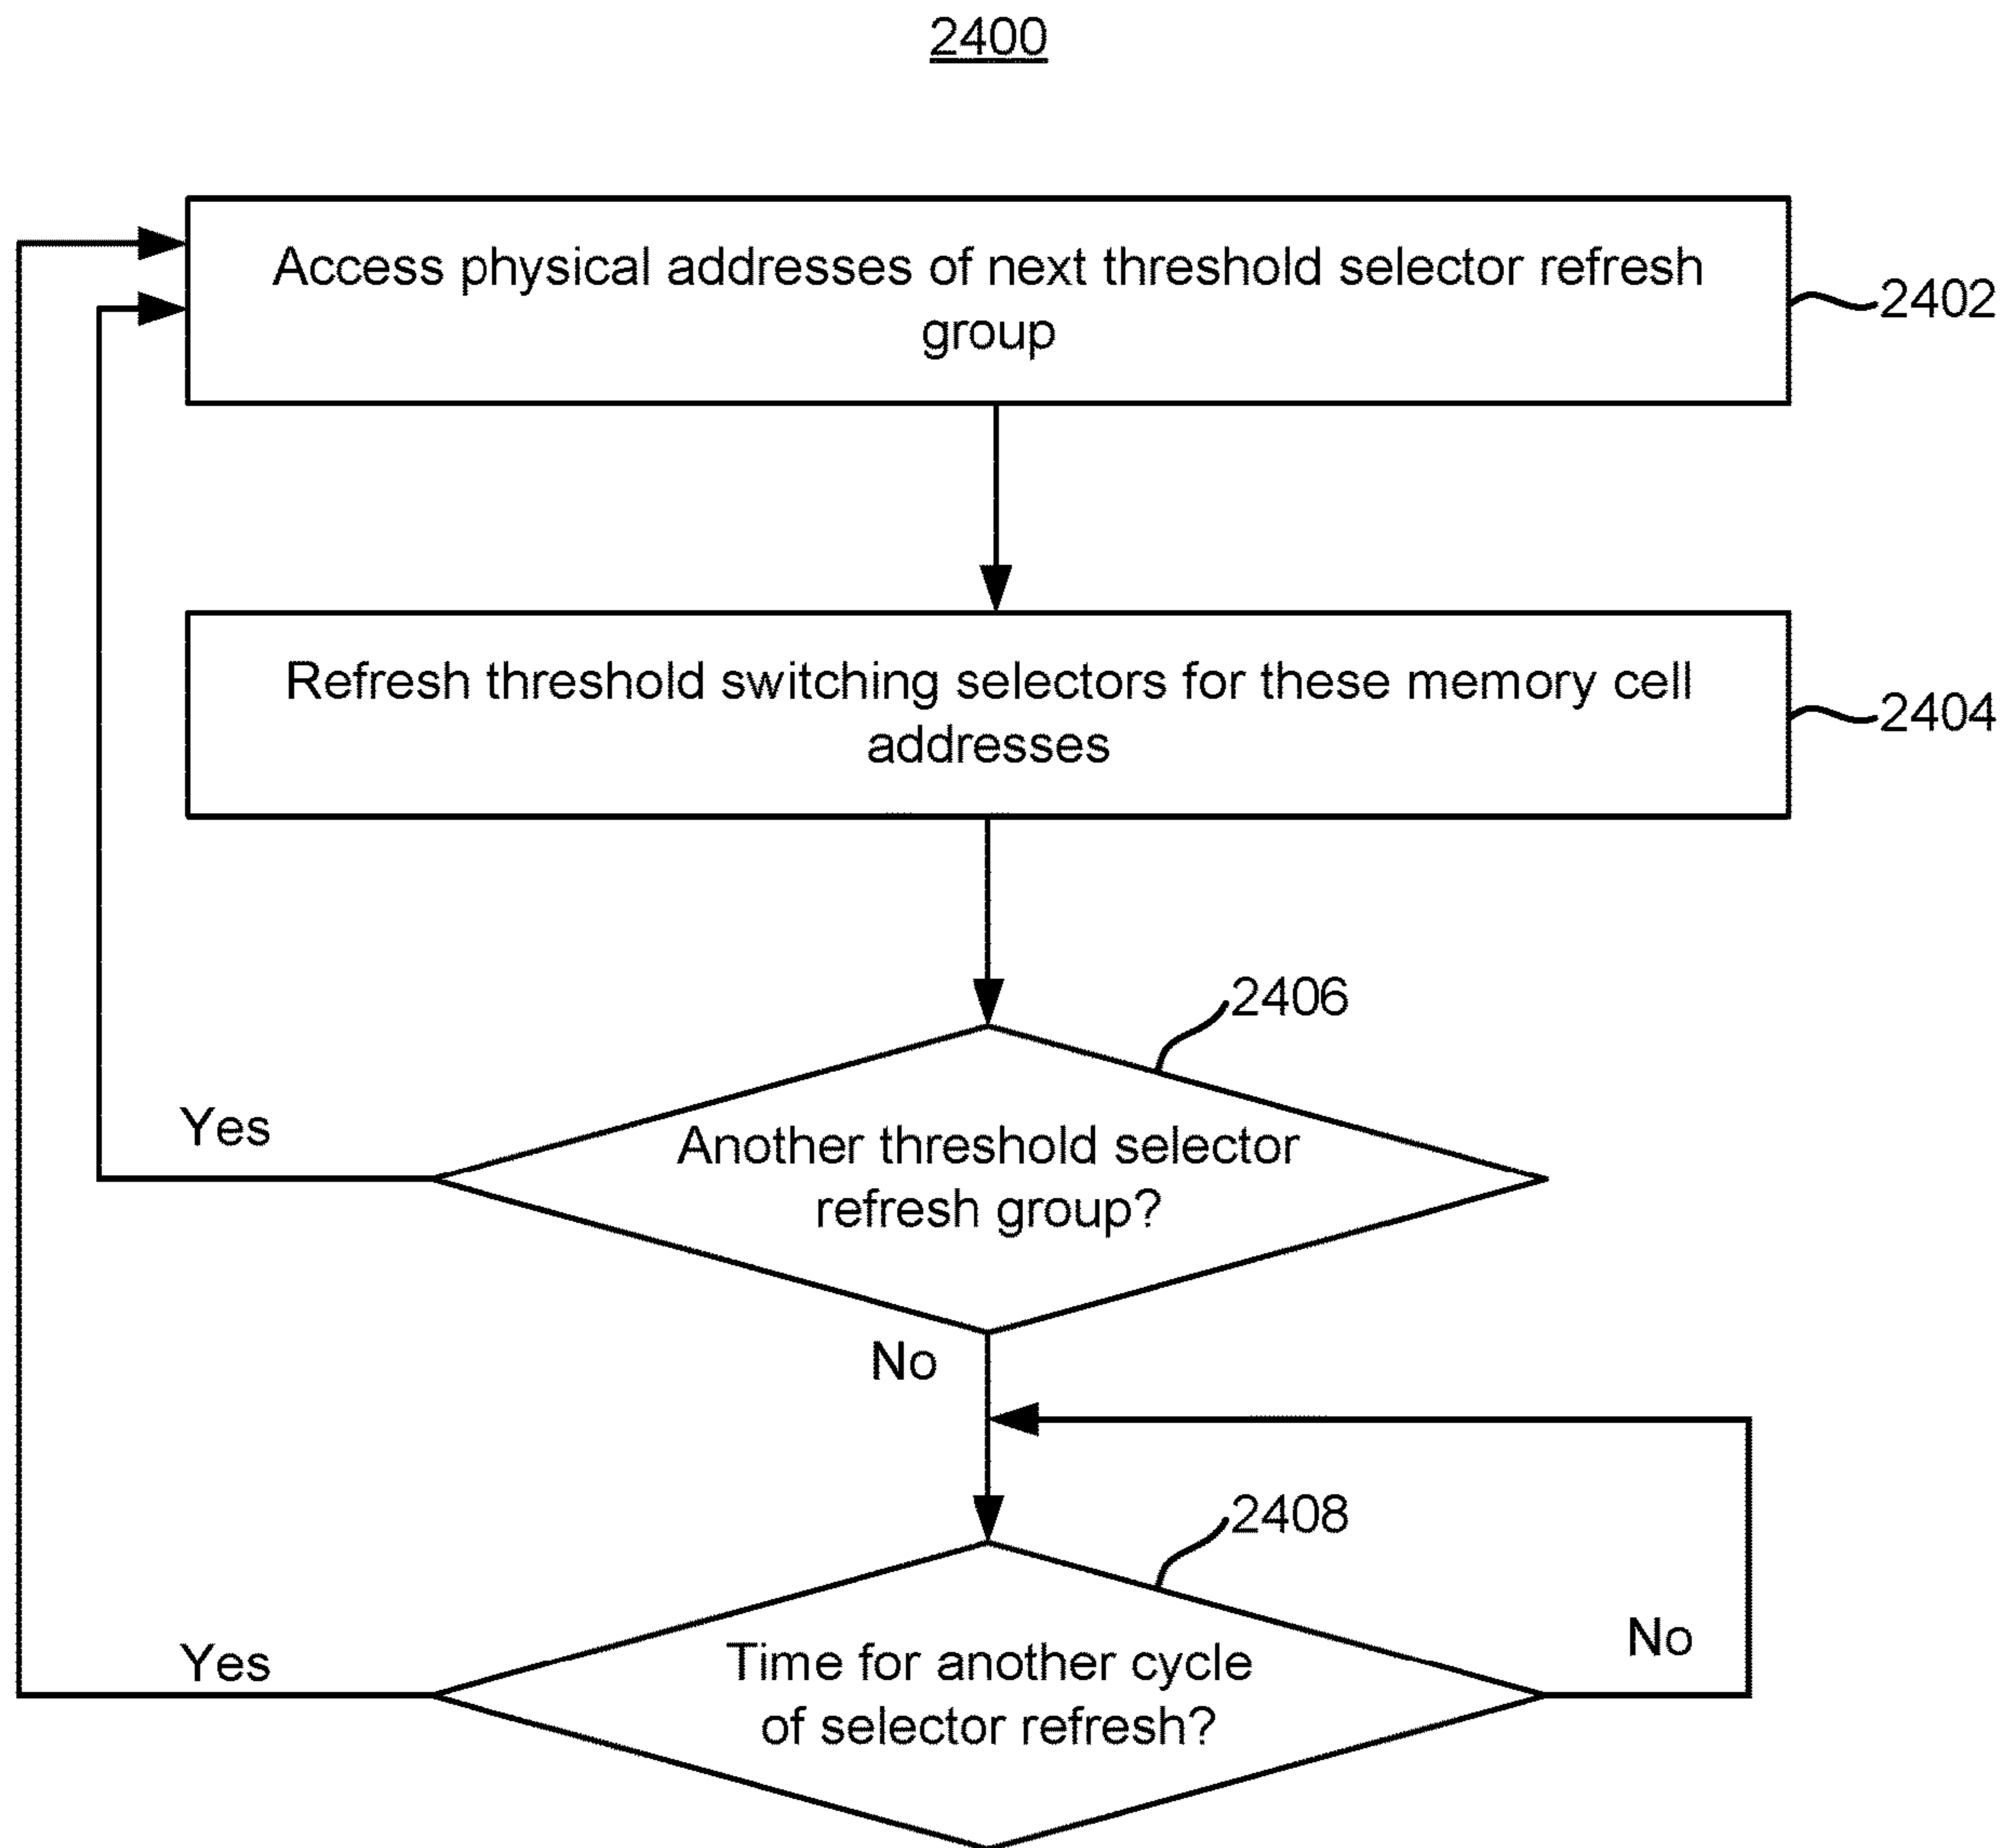 2400
Access physical addresses of next threshold selector refresh
group
2402
Refresh threshold switching selectors for these memory cell
addresses
2404
2406
Yes
Another threshold selector
refresh group?
No
2408
Yes
Time for another cycle
of selector refresh?
No